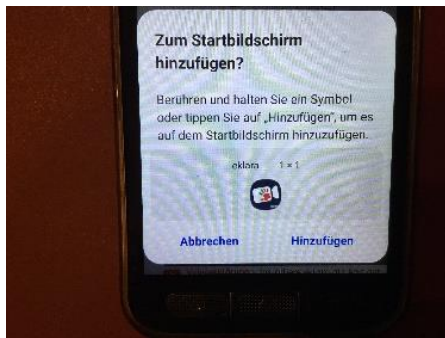 Zum Startbildschirm
hinzufügen?
Berühren und halten Sie ein Symbol
oder tippen Sie auf „Hinzufügen", um es
auf dem Startbildschirm hinzuzufügen.
eklara 1 × 1
Abbrechen Hinzufügen